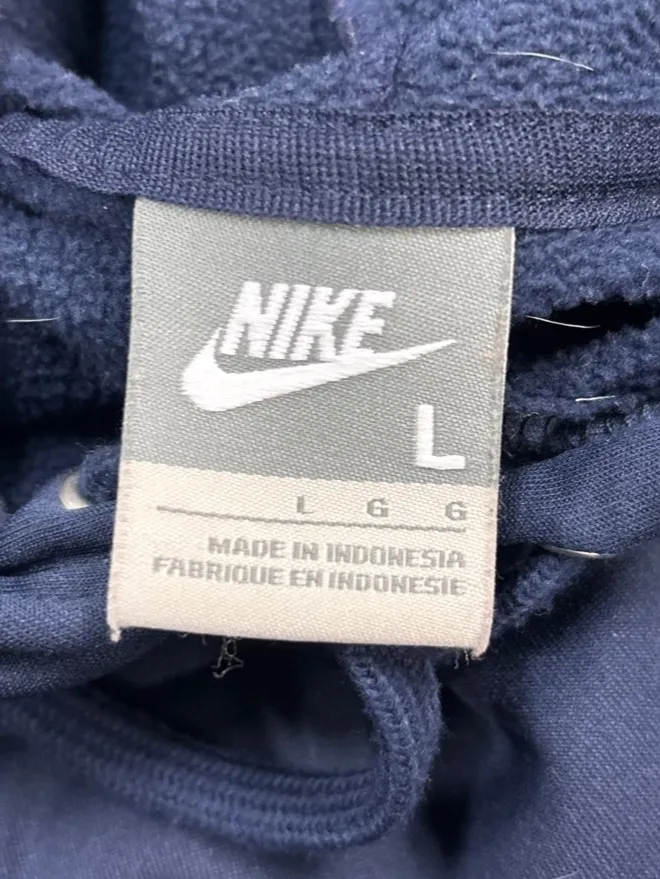 NIKE
L
L G G
MADE IN INDONESIA
FABRIQUE EN INDONESIE